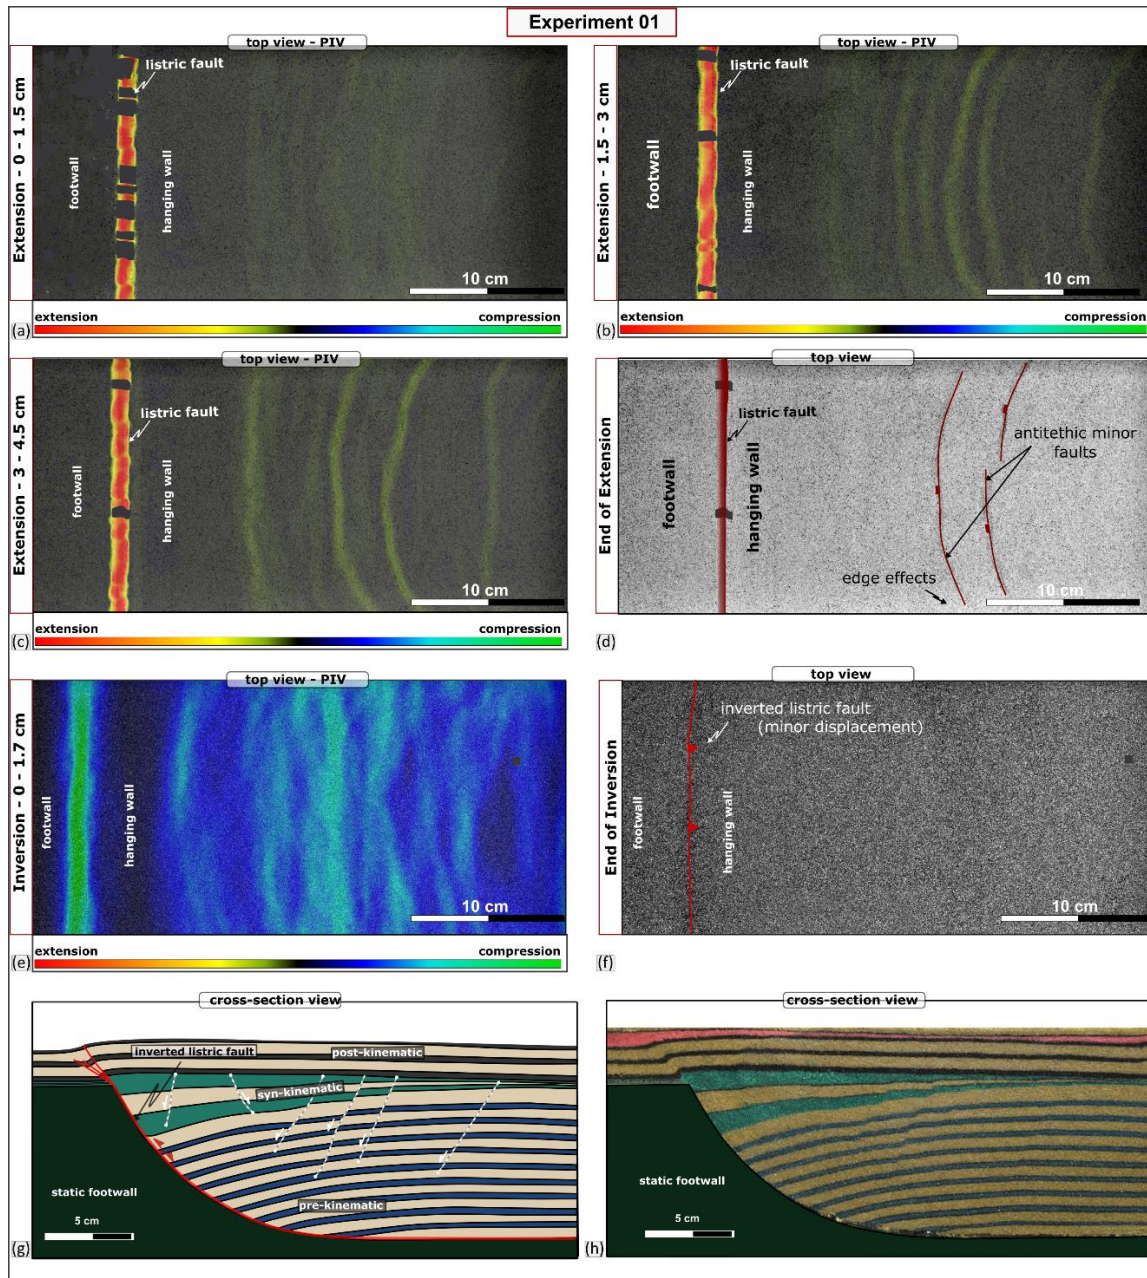 Experiment 01
top view - PIV
Extension - 0 - 1 .5 cm
listric fault
footwall
hanging wall
10 cm
extension
compression
(a)
top view - PIV
Extension - 1.5 - 3 cm
listric fault
footwall
hanging wall
10 cm
extension
compression
(b)
top view - PIV
Extension - 3 - 4.5 cm
listric fault
footwall
hanging wall
10 cm
extension
compression
(c)
top view
End of Extension
listric fault
footwall
hanging wall
antitethic minor
faults
edge effects
10 cm
(d)
top view - PIV
Inversion - 0 - 1.7 cm
footwall
hanging wall
10 cm
extension
compression
(e)
top view
End of Inversion
inverted listric fault
(minor displacement)
footwall
hanging wall
10 cm
(f)
cross-section view
inverted listric fault
post-kinematic
syn-kinematic
static footwall
pre-kinematic
5 cm
(g)
cross-section view
static footwall
5 cm
(h)